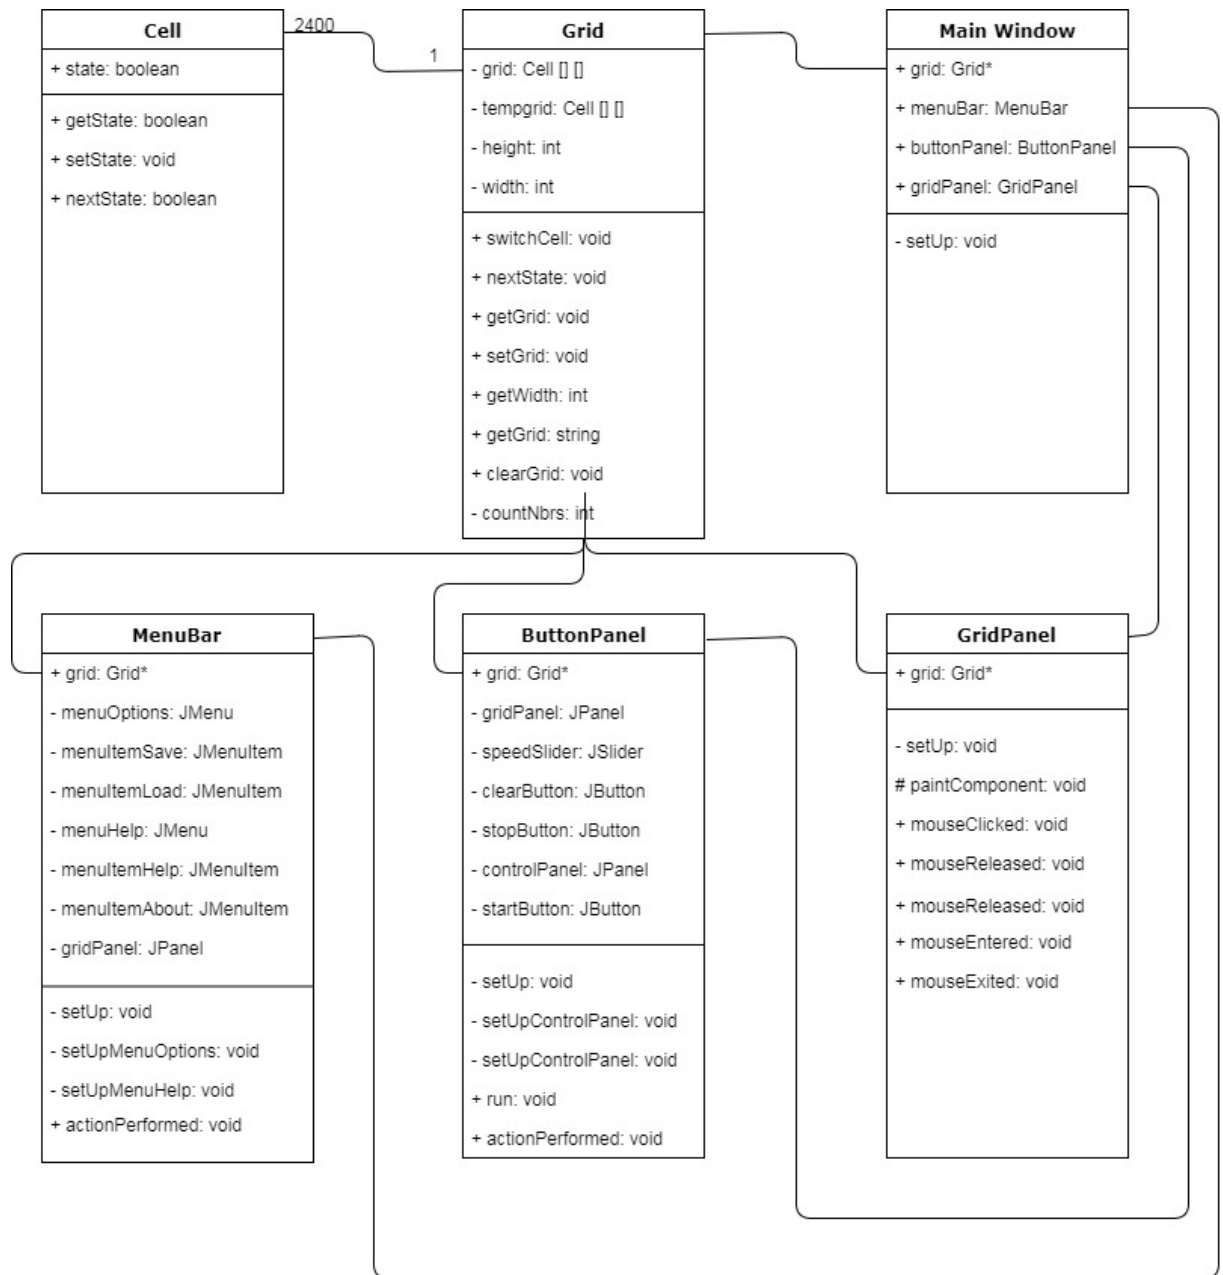 Cell
+ state: boolean
+ getState: boolean
+ setState: void
+ nextState: boolean
2400
1
Grid
- grid: Cell [] []
- tempgrid: Cell [] []
- height: int
- width: int
+ switchCell: void
+ nextState: void
+ getGrid: void
+ setGrid: void
+ getWidth: int
+ getGrid: string
+ clearGrid: void
- countNbrs: int
Main Window
+ grid: Grid*
+ menuBar: MenuBar
+ buttonPanel: ButtonPanel
+ gridPanel: GridPanel
- setUp: void
MenuBar
+ grid: Grid*
- menuOptions: JMenu
- menuItemSave: JMenuItem
- menuItemLoad: JMenuItem
- menuHelp: JMenu
- menuItemHelp: JMenuItem
- menuItemAbout: JMenuItem
- gridPanel: JPanel
- setUp: void
- setUpMenuOptions: void
- setUpMenuHelp: void
+ actionPerformed: void
ButtonPanel
+ grid: Grid*
- gridPanel: JPanel
- speedSlider: JSlider
- clearButton: JButton
- stopButton: JButton
- controlPanel: JPanel
- startButton: JButton
- setUp: void
- setUpControlPanel: void
- setUpControlPanel: void
+ run: void
+ actionPerformed: void
GridPanel
+ grid: Grid*
- setUp: void
# paintComponent: void
+ mouseClicked: void
+ mouseReleased: void
+ mouseReleased: void
+ mouseEntered: void
+ mouseExited: void